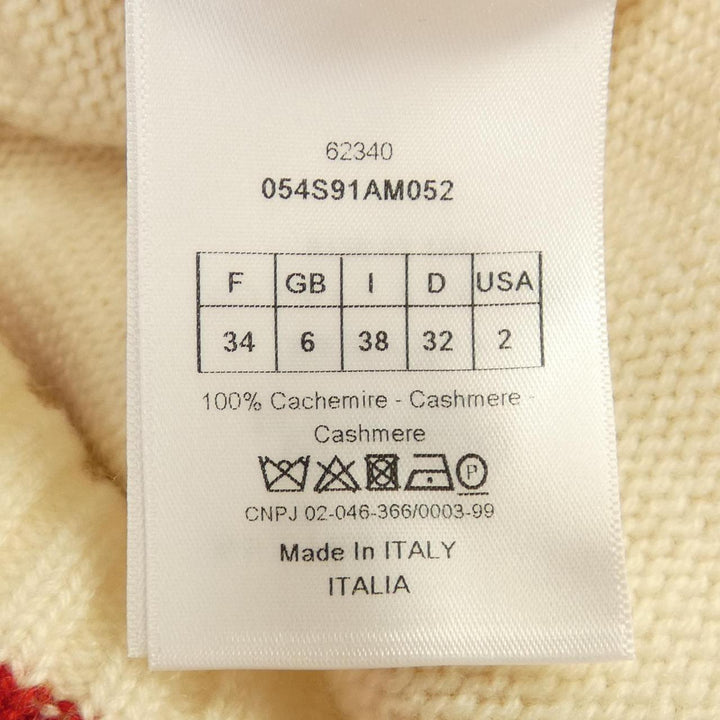 62340
054S91AM052
F GB I D USA
34 6 38 32 2
100% Cachemire - Cashmere -
Cashmere
P
CNPJ 02-046-366/0003-99
Made In ITALY
ITALIA